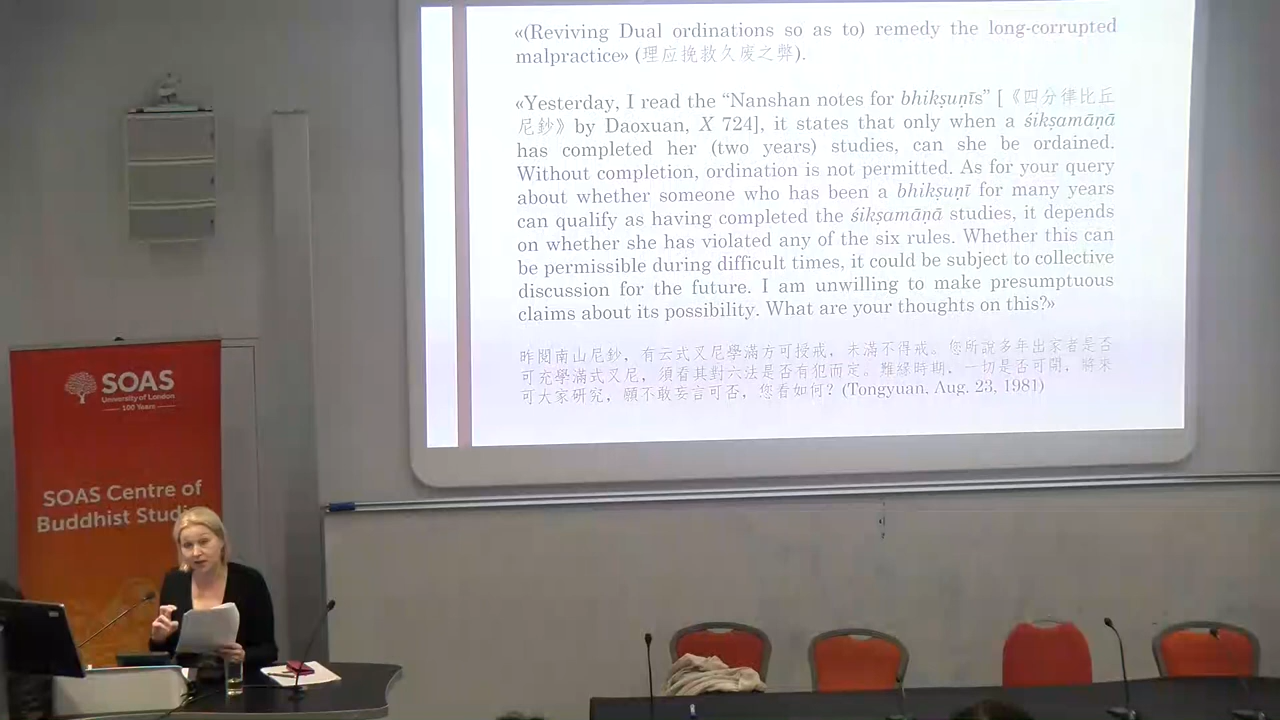 «(Reviving Dual ordinations so as to) remedy the long-corrupted
malpractice» (理应挽救久废之弊).
«Yesterday, I read the “Nanshan notes for bhikṣuṇīs” [《四分律比丘
尼鈔》by Daoxuan, X 724], it states that only when a śikṣamāṇā
has completed her (two years) studies, can she be ordained.
Without completion, ordination is not permitted. As for your query
about whether someone who has been a bhikṣuṇī for many years
can qualify as having completed the śikṣamāṇā studies, it depends
on whether she has violated any of the six rules. Whether this can
be permissible during difficult times, it could be subject to collective
discussion for the future. I am unwilling to make presumptuous
claims about its possibility. What are your thoughts on this?»
昨閱南山尼鈔，有云式叉尼學滿方可授戒，未滿不得戒。您所說多年出家者是否
可充學滿式叉尼，須看其對六法是否有犯而定。難緣時期，一切是否可開，將來
可大家研究，願不敢妄言可否，您看如何？(Tongyuan, Aug. 23, 1981)
SOAS
University of London
100 Years
SOAS Centre of
Buddhist Studi